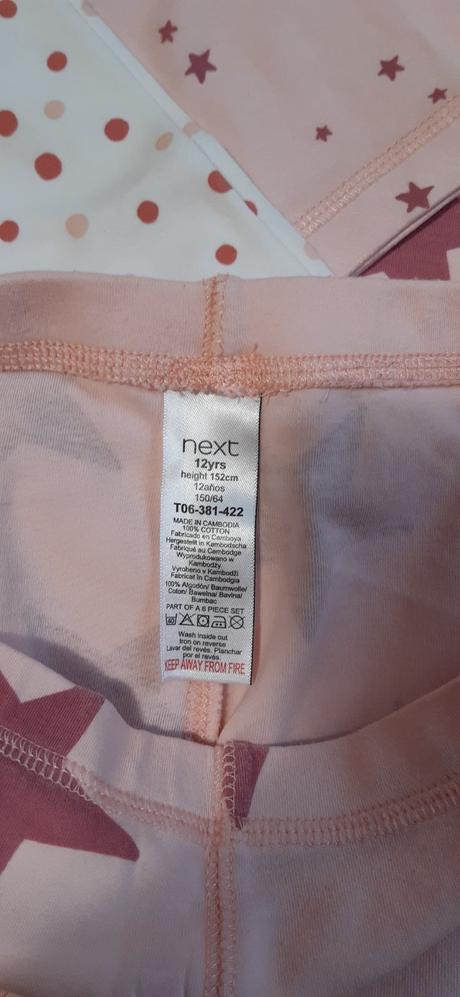 next
12yrs
height 152cm
12años
150/64
T06-381-422
MADE IN CAMBODIA
100% COTTON
Fabricado en Camboya
Hergestellt in Kambodscha
Fabriqué au Cambodge
Wyprodukowano w
Kambodży
Vyrobeno v Kambodži
Fabricat în Cambodgia
100% Algodón/ Baumwolle/
Coton/ Bawełna/ Bavlna/
Bumbac
PART OF A 6 PIECE SET
40
Wash inside out
Iron on reverse
Lavar del revés. Planchar
por el revés.
KEEP AWAY FROM FIRE